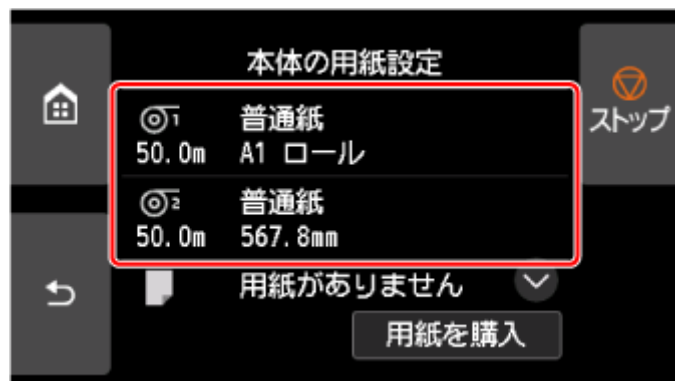 本体の用紙設定
ストップ
1 普通紙
50.0m A1 ロール
2 普通紙
50.0m 567.8mm
用紙がありません
用紙を購入